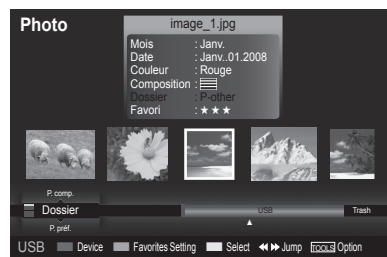 Photo
image_1.jpg
Mois : Janv.
Date : Janv..01.2008
Couleur : Rouge
Composition :
Dossier : P-other
Favori : ★★★
P. comp.
Dossier
USB
Trash
P. préf.
USB Device Favorites Setting Select ◄◄ ►► Jump TOOLS Option